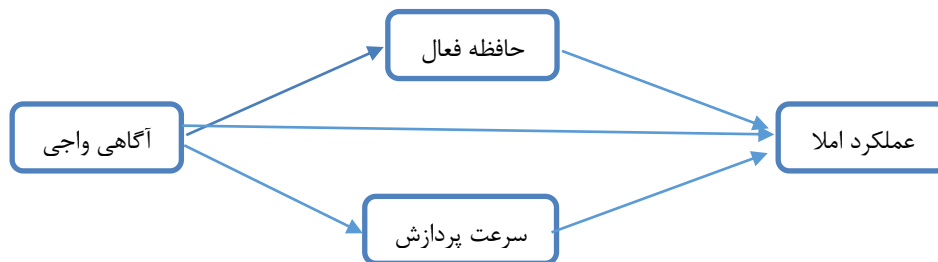 حافظه فعال
آگاهی واجی
عملکرد املا
سرعت پردازش